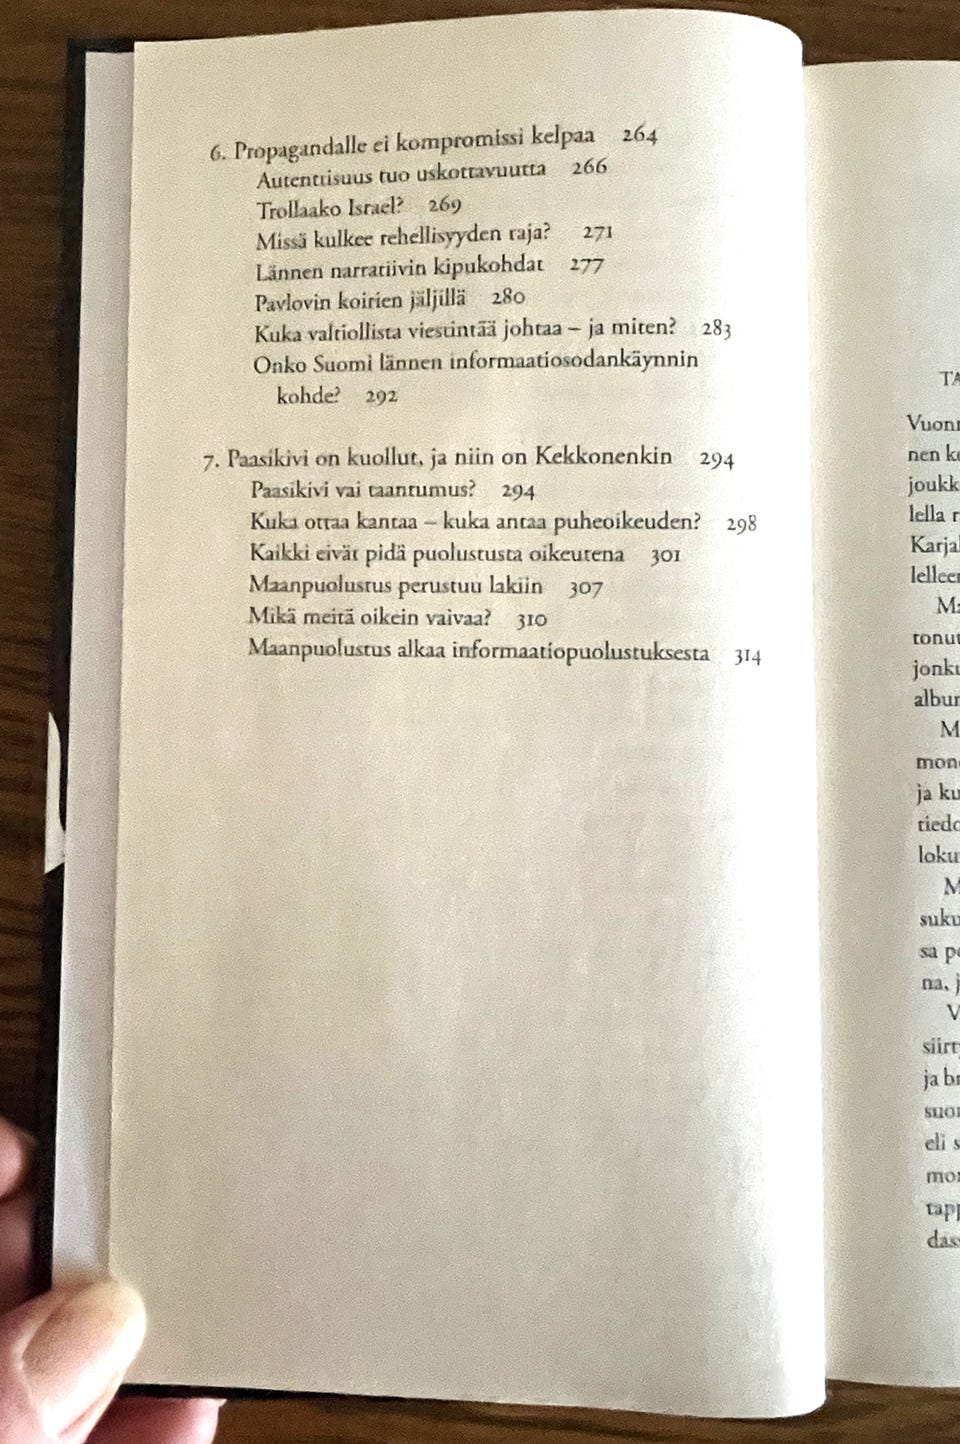 6. Propagandalle ei kompromissi kelpaa 264
Autenttisuus tuo uskottavuutta 266
Trollaako Israel? 269
Missä kulkee rehellisyyden raja? 271
Lännen narratiivin kipukohdat 277
Pavlovin koirien jäljillä 280
Kuka valtiollista viestintää johtaa – ja miten? 283
Onko Suomi lännen informaatiosodankäynnin
kohde? 292
7. Paasikivi on kuollut, ja niin on Kekkonenkin 294
Paasikivi vai taantumus? 294
Kuka ottaa kantaa – kuka antaa puheoikeuden? 298
Kaikki eivät pidä puolustusta oikeutena 301
Maanpuolustus perustuu lakiin 307
Mikä meitä oikein vaivaa? 310
Maanpuolustus alkaa informaatiopuolustuksesta 314